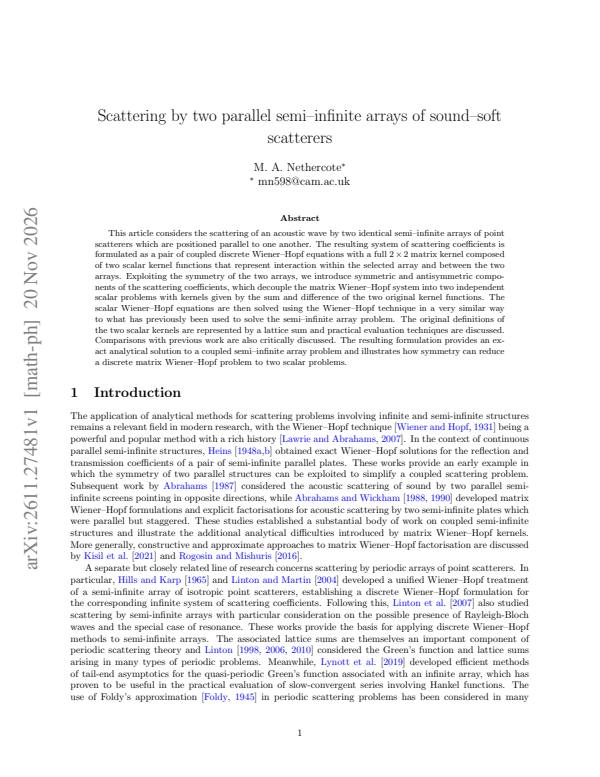 Scattering by two parallel semi–infinite arrays of sound–soft
scatterers
M. A. Nethercote*
* mn598@cam.ac.uk
Abstract
This article considers the scattering of an acoustic wave by two identical semi–infinite arrays of point
scatterers which are positioned parallel to one another. The resulting system of scattering coefficients is
formulated as a pair of coupled discrete Wiener–Hopf equations with a full 2 × 2 matrix kernel composed
of two scalar kernel functions that represent interaction within the selected array and between the two
arrays. Exploiting the symmetry of the two arrays, we introduce symmetric and antisymmetric compo-
nents of the scattering coefficients, which decouple the matrix Wiener–Hopf system into two independent
scalar problems with kernels given by the sum and difference of the two original kernel functions. The
scalar Wiener–Hopf equations are then solved using the Wiener–Hopf technique in a very similar way
to what has previously been used to solve the semi–infinite array problem. The original definitions of
the two scalar kernels are represented by a lattice sum and practical evaluation techniques are discussed.
Comparisons with previous work are also critically discussed. The resulting formulation provides an ex-
act analytical solution to a coupled semi–infinite array problem and illustrates how symmetry can reduce
a discrete matrix Wiener–Hopf problem to two scalar problems.
1 Introduction
The application of analytical methods for scattering problems involving infinite and semi-infinite structures
remains a relevant field in modern research, with the Wiener–Hopf technique [Wiener and Hopf, 1931] being a
powerful and popular method with a rich history [Lawrie and Abrahams, 2007]. In the context of continuous
parallel semi-infinite structures, Heins [1948a,b] obtained exact Wiener–Hopf solutions for the reflection and
transmission coefficients of a pair of semi-infinite parallel plates. These works provide an early example in
which the symmetry of two parallel structures can be exploited to simplify a coupled scattering problem.
Subsequent work by Abrahams [1987] considered the acoustic scattering of sound by two parallel semi-
infinite screens pointing in opposite directions, while Abrahams and Wickham [1988, 1990] developed matrix
Wiener–Hopf formulations and explicit factorisations for acoustic scattering by two semi-infinite plates which
were parallel but staggered. These studies established a substantial body of work on coupled semi-infinite
structures and illustrate the additional analytical difficulties introduced by matrix Wiener–Hopf kernels.
More generally, constructive and approximate approaches to matrix Wiener–Hopf factorisation are discussed
by Kisil et al. [2021] and Rogosin and Mishuris [2016].
A separate but closely related line of research concerns scattering by periodic arrays of point scatterers. In
particular, Hills and Karp [1965] and Linton and Martin [2004] developed a unified Wiener–Hopf treatment
of a semi-infinite array of isotropic point scatterers, establishing a discrete Wiener–Hopf formulation for
the corresponding infinite system of scattering coefficients. Following this, Linton et al. [2007] also studied
scattering by semi-infinite arrays with particular consideration on the possible presence of Rayleigh-Bloch
waves and the special case of resonance. These works provide the basis for applying discrete Wiener–Hopf
methods to semi-infinite arrays. The associated lattice sums are themselves an important component of
periodic scattering theory and Linton [1998, 2006, 2010] considered the Green's function and lattice sums
arising in many types of periodic problems. Meanwhile, Lynott et al. [2019] developed efficient methods
of tail-end asymptotics for the quasi-periodic Green's function associated with an infinite array, which has
proven to be useful in the practical evaluation of slow-convergent series involving Hankel functions. The
use of Foldy's approximation [Foldy, 1945] in periodic scattering problems has been considered in many
1
arXiv:2611.27481v1 [math-ph] 20 Nov 2026